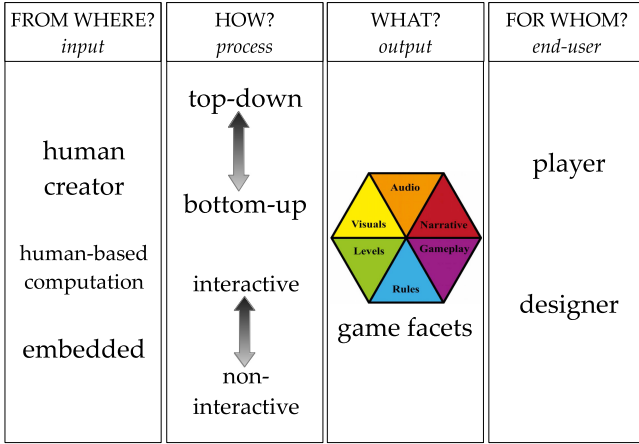 FROM WHERE?
input
human
creator
human-based
computation
embedded
HOW?
process
top-down
bottom-up
interactive
non-
interactive
WHAT?
output
Audio
Visuals
Narrative
Levels
Gameplay
Rules
game facets
FOR WHOM?
end-user
player
designer